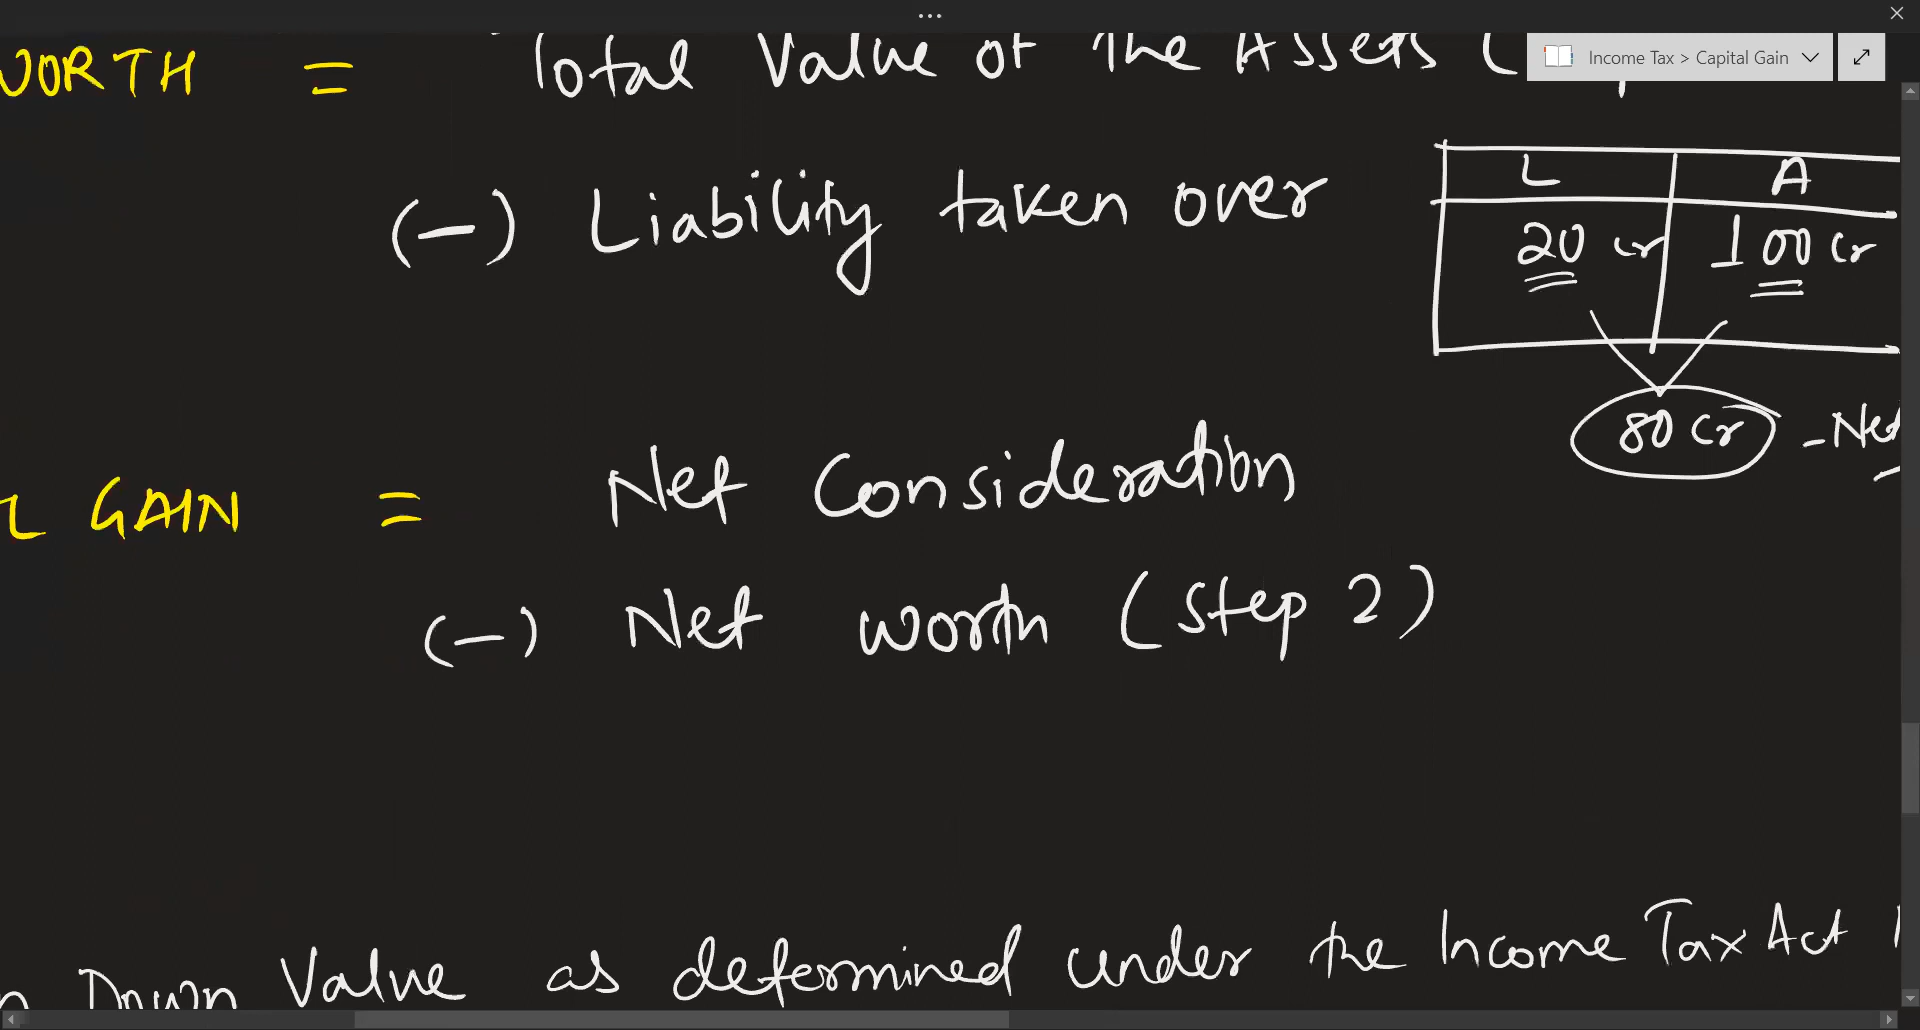 Income Tax > Capital Gain
WORTH = Total Value of the Assets (
(-) Liability taken over
L A
20 cr 100 cr
80 cr - Net
L GAIN = Net Consideration
(-) Net worth (Step 2)
n Down Value as determined under the Income Tax Act